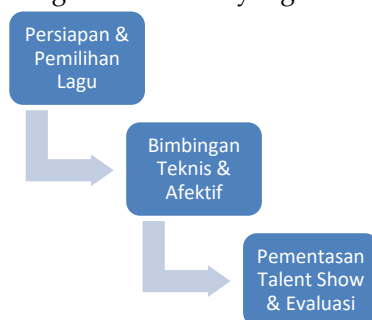 Persiapan &
Pemilihan
Lagu
Bimbingan
Teknis &
Afektif
Pementasan
Talent Show
& Evaluasi